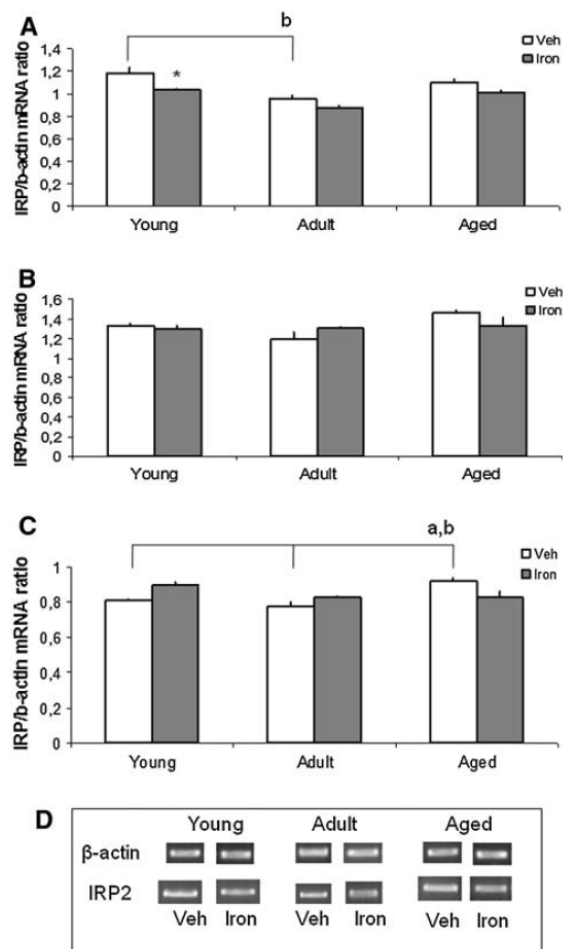 A
b
Veh
Iron
IRP/b-actin mRNA ratio
1,4
1,2
*
1
0,8
0,6
0,4
0,2
0
Young Adult Aged
B
Veh
Iron
IRP/b-actin mRNA ratio
1,6
1,4
1,2
1
0,8
0,6
0,4
0,2
0
Young Adult Aged
C
a,b
Veh
Iron
IRP/b-actin mRNA ratio
1
0,8
0,6
0,4
0,2
0
Young Adult Aged
D
Young Adult Aged
β-actin
IRP2
Veh Iron Veh Iron Veh Iron